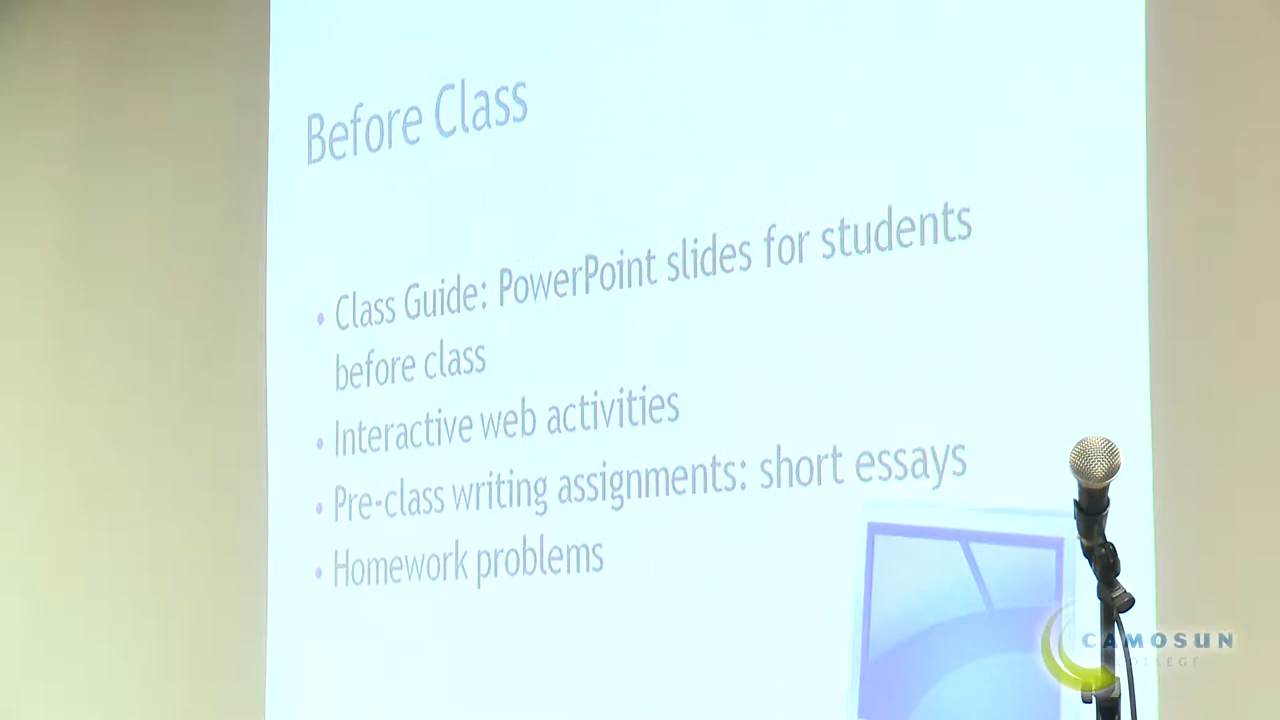 Before Class
• Class Guide: PowerPoint slides for students
before class
• Interactive web activities
• Pre-class writing assignments: short essays
• Homework problems
CAMOSUN
COLLEGE